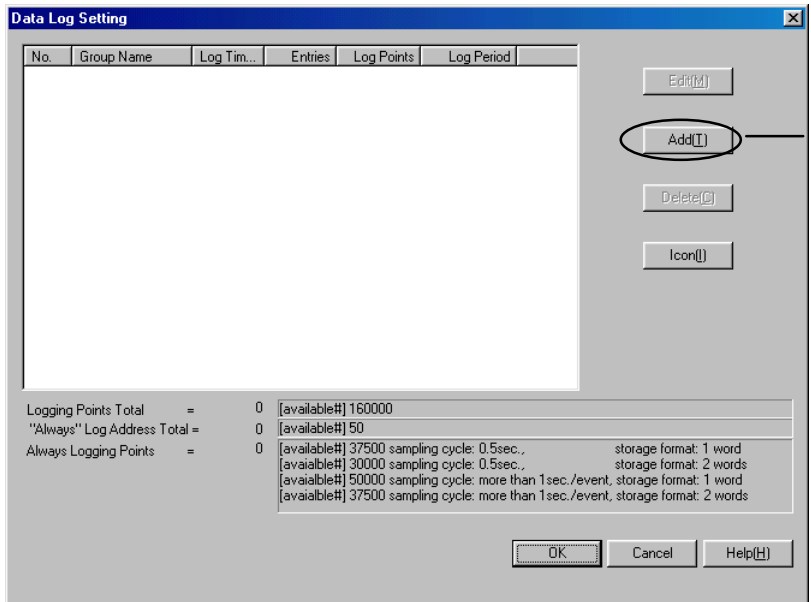 Data Log Setting
No. Group Name Log Tim... Entries Log Points Log Period
Edit(M)
Add(T)
Delete(C)
Icon(I)
Logging Points Total = 0 [available#] 160000
"Always" Log Address Total = 0 [available#] 50
Always Logging Points = 0 [available#] 37500 sampling cycle: 0.5sec., storage format: 1 word
[avaialble#] 30000 sampling cycle: 0.5sec., storage format: 2 words
[avaialble#] 50000 sampling cycle: more than 1sec./event, storage format: 1 word
[avaialble#] 37500 sampling cycle: more than 1sec./event, storage format: 2 words
OK Cancel Help(H)